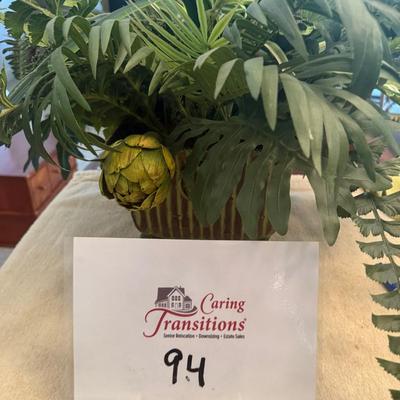 Caring
Transitions®
Senior Relocation • Downsizing • Estate Sales
94